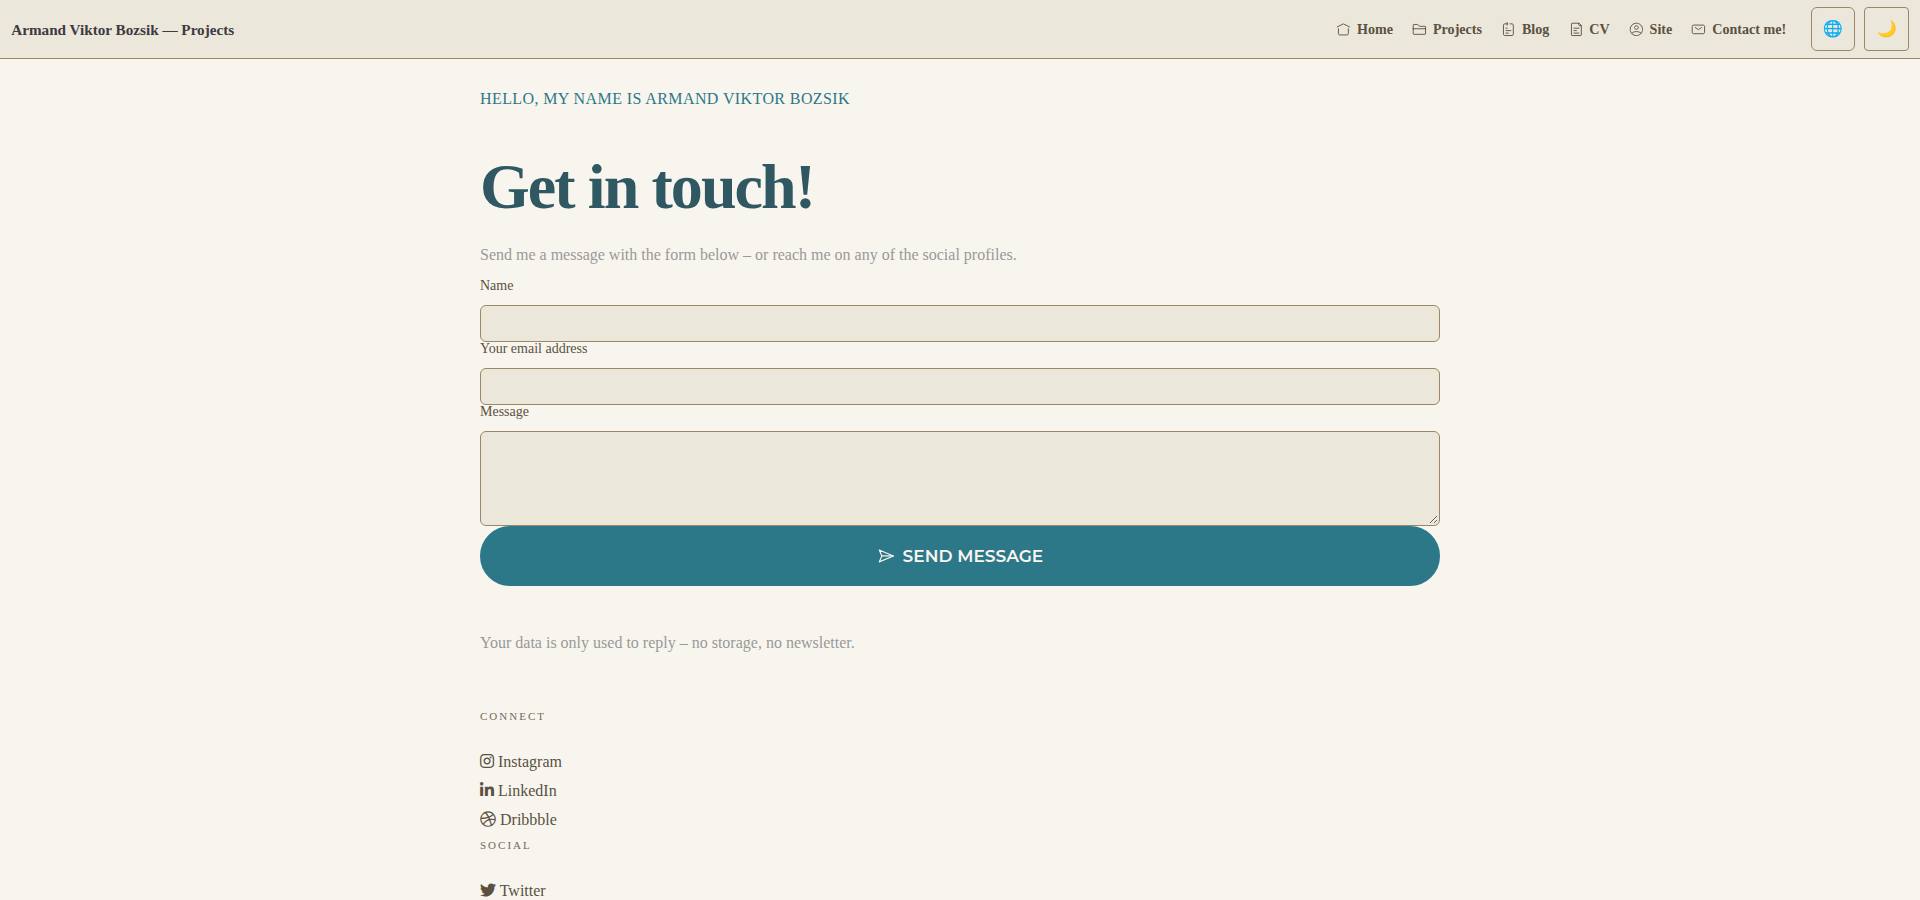 Armand Viktor Bozsik — Projects
Home Projects Blog CV Site Contact me!
HELLO, MY NAME IS ARMAND VIKTOR BOZSIK
Get in touch!
Send me a message with the form below – or reach me on any of the social profiles.
Name
Your email address
Message
SEND MESSAGE
Your data is only used to reply – no storage, no newsletter.
CONNECT
Instagram
LinkedIn
Dribbble
SOCIAL
Twitter